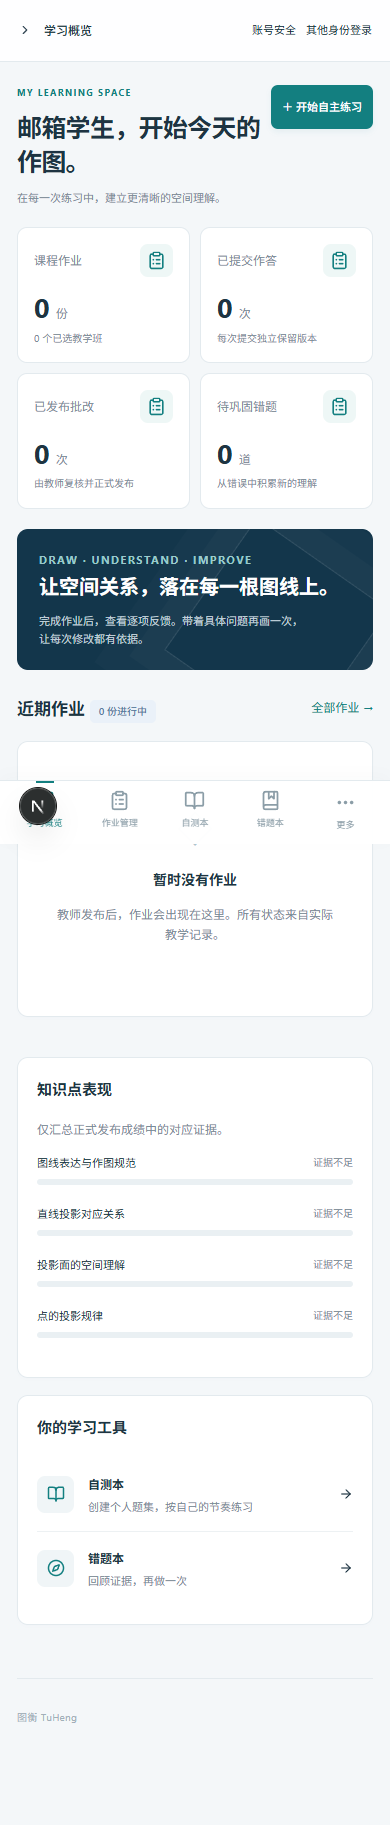 学习概览
账号安全 其他身份登录
MY LEARNING SPACE
邮箱学生，开始今天的
作图。
+ 开始自主练习
在每一次练习中，建立更清晰的空间理解。
课程作业
0 份
0 个已选教学班
已提交作答
0 次
每次提交独立保留版本
已发布批改
0 次
由教师复核并正式发布
待巩固错题
0 道
从错误中积累新的理解
DRAW · UNDERSTAND · IMPROVE
让空间关系，落在每一根图线上。
完成作业后，查看逐项反馈。带着具体问题再画一次，
让每次修改都有依据。
近期作业
0 份进行中
全部作业 →
N
概览
作业管理
自测本
错题本
更多
暂时没有作业
教师发布后，作业会出现在这里。所有状态来自实际
教学记录。
知识点表现
仅汇总正式发布成绩中的对应证据。
图线表达与作图规范 证据不足
直线投影对应关系 证据不足
投影面的空间理解 证据不足
点的投影规律 证据不足
你的学习工具
自测本
创建个人题集，按自己的节奏练习
错题本
回顾证据，再做一次
图衡 TuHeng